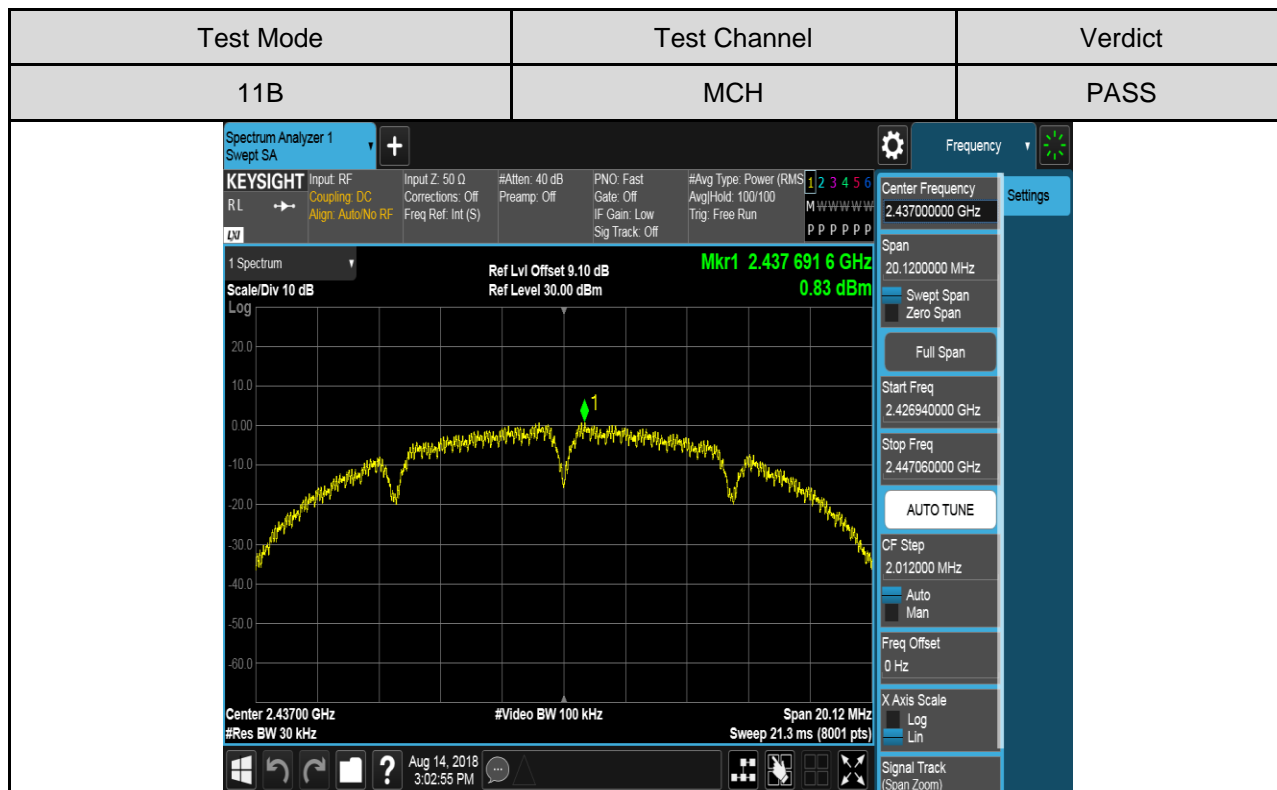 Test Mode Test Channel Verdict
11B MCH PASS
Spectrum Analyzer 1
Swept SA
+
Frequency
KEYSIGHT Input: RF Input Z: 50 Ω #Atten: 40 dB PNO: Fast #Avg Type: Power (RMS 1 2 3 4 5 6
RL Coupling: DC Corrections: Off Preamp: Off Gate: Off Avg|Hold: 100/100 M W W W W W
Align: Auto/No RF Freq Ref: Int (S) IF Gain: Low Trig: Free Run
LXI Sig Track: Off P P P P P P
1 Spectrum Ref Lvl Offset 9.10 dB Mkr1 2.437 691 6 GHz
Scale/Div 10 dB Ref Level 30.00 dBm 0.83 dBm
Log
20.0
10.0
1
0.00
-10.0
-20.0
-30.0
-40.0
-50.0
-60.0
Center 2.43700 GHz #Video BW 100 kHz Span 20.12 MHz
#Res BW 30 kHz Sweep 21.3 ms (8001 pts)
? Aug 14, 2018
3:02:55 PM
Center Frequency
2.437000000 GHz
Settings
Span
20.1200000 MHz
Swept Span
Zero Span
Full Span
Start Freq
2.426940000 GHz
Stop Freq
2.447060000 GHz
AUTO TUNE
CF Step
2.012000 MHz
Auto
Man
Freq Offset
0 Hz
X Axis Scale
Log
Lin
Signal Track
(Span Zoom)